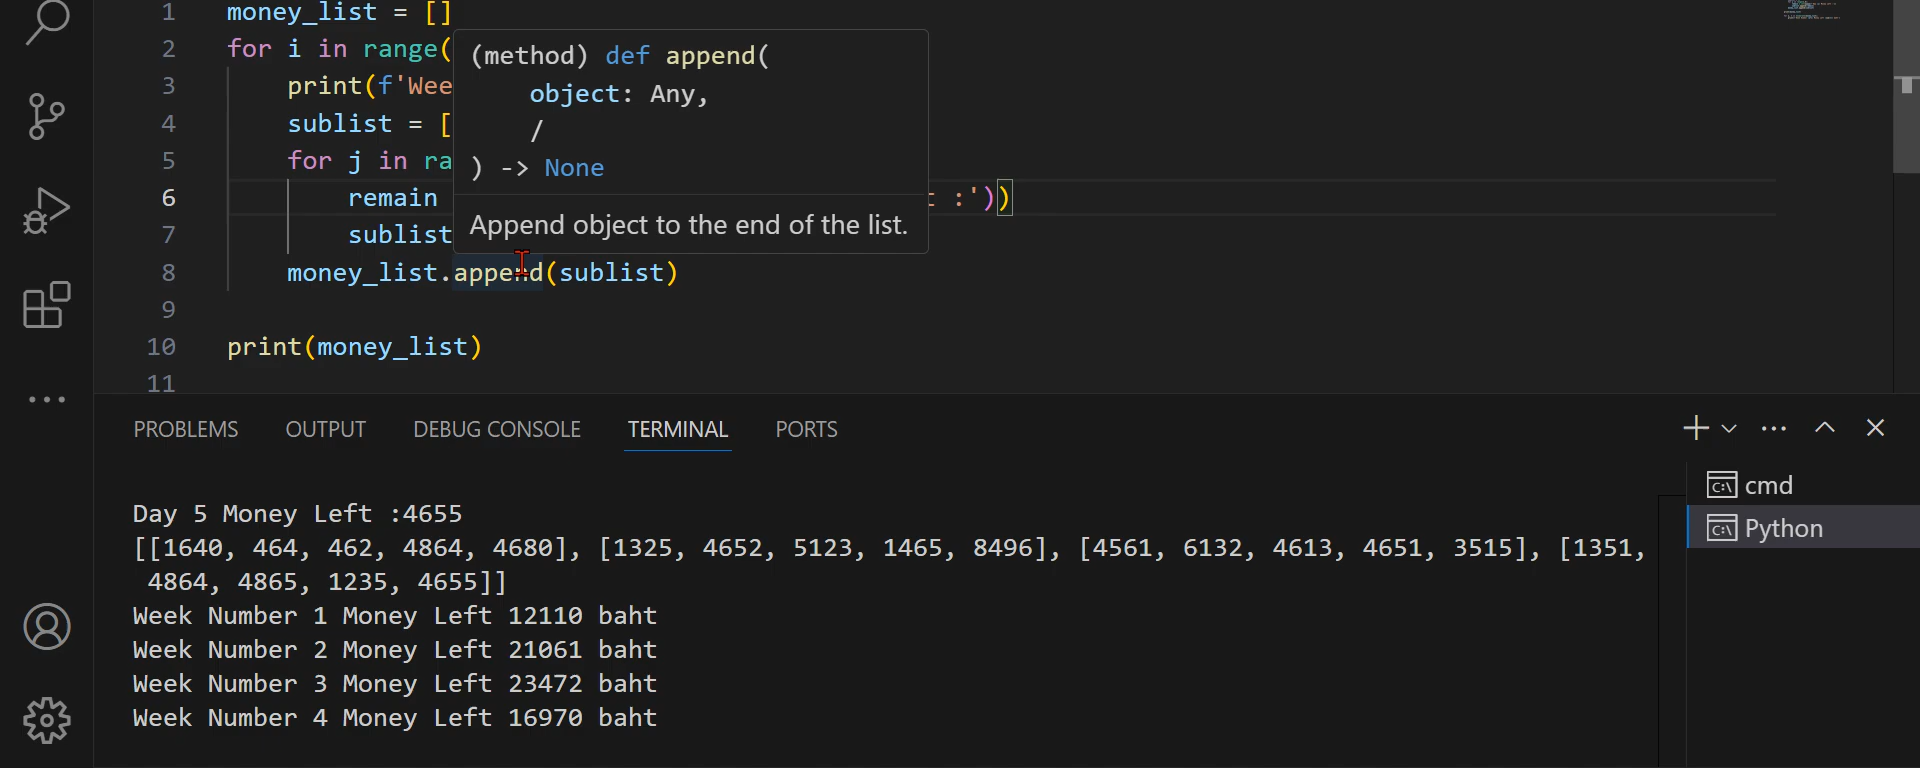 1 money_list = []
2 for i in range(
3 print(f'Wee
4 sublist = [
5 for j in ra
6 remain :'))
7 sublist
8 money_list.append(sublist)
9
10 print(money_list)
11
(method) def append(
object: Any,
/
) -> None
Append object to the end of the list.
PROBLEMS OUTPUT DEBUG CONSOLE TERMINAL PORTS
Day 5 Money Left :4655
[[1640, 464, 462, 4864, 4680], [1325, 4652, 5123, 1465, 8496], [4561, 6132, 4613, 4651, 3515], [1351,
4864, 4865, 1235, 4655]]
Week Number 1 Money Left 12110 baht
Week Number 2 Money Left 21061 baht
Week Number 3 Money Left 23472 baht
Week Number 4 Money Left 16970 baht
cmd
Python